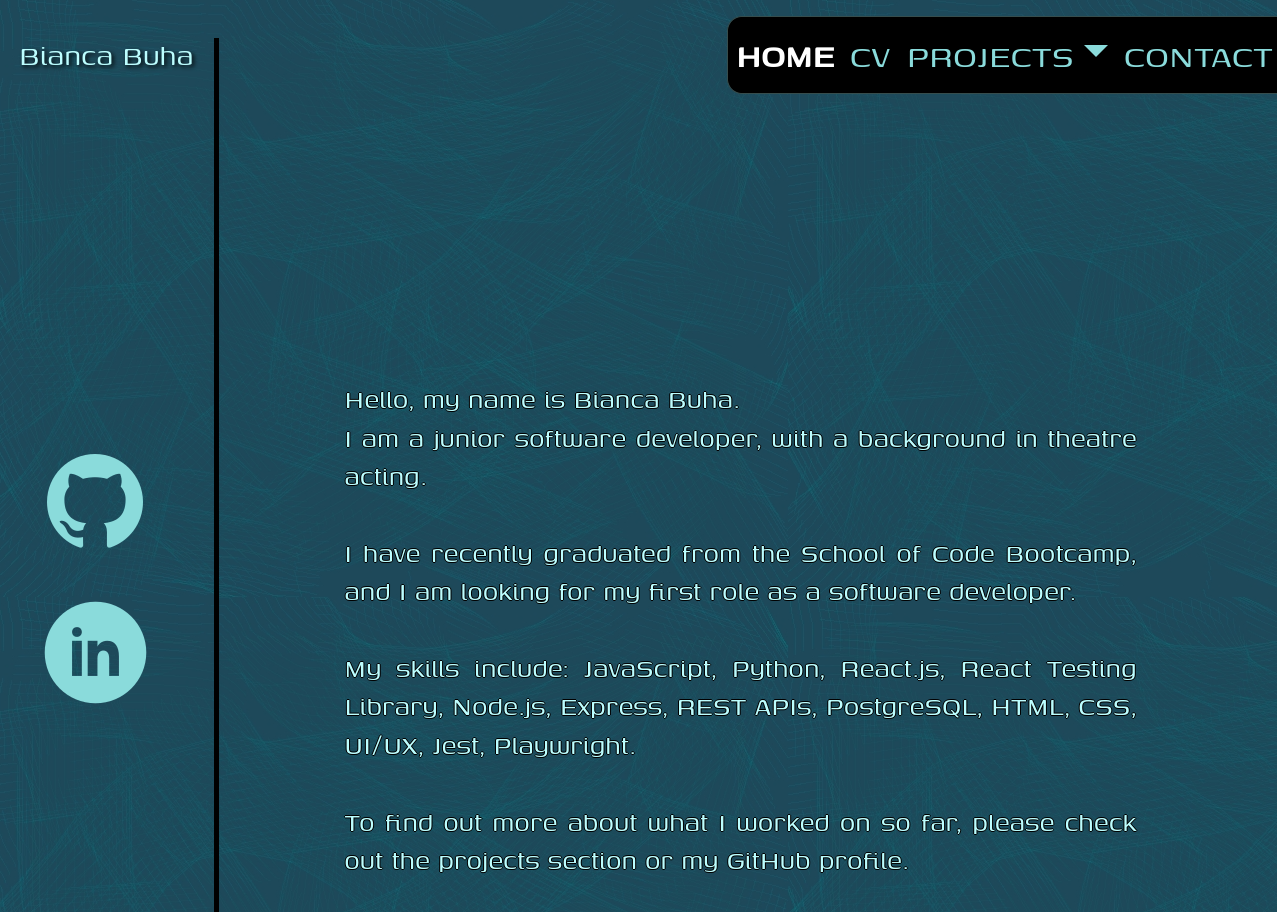 Bianca Buha
HOME CV PROJECTS CONTACT
Hello, my name is Bianca Buha.
I am a junior software developer, with a background in theatre
acting.
I have recently graduated from the School of Code Bootcamp,
and I am looking for my first role as a software developer.
in
My skills include: JavaScript, Python, React.js, React Testing
Library, Node.js, Express, REST APIs, PostgreSQL, HTML, CSS,
UI/UX, Jest, Playwright.
To find out more about what I worked on so far, please check
out the projects section or my GitHub profile.